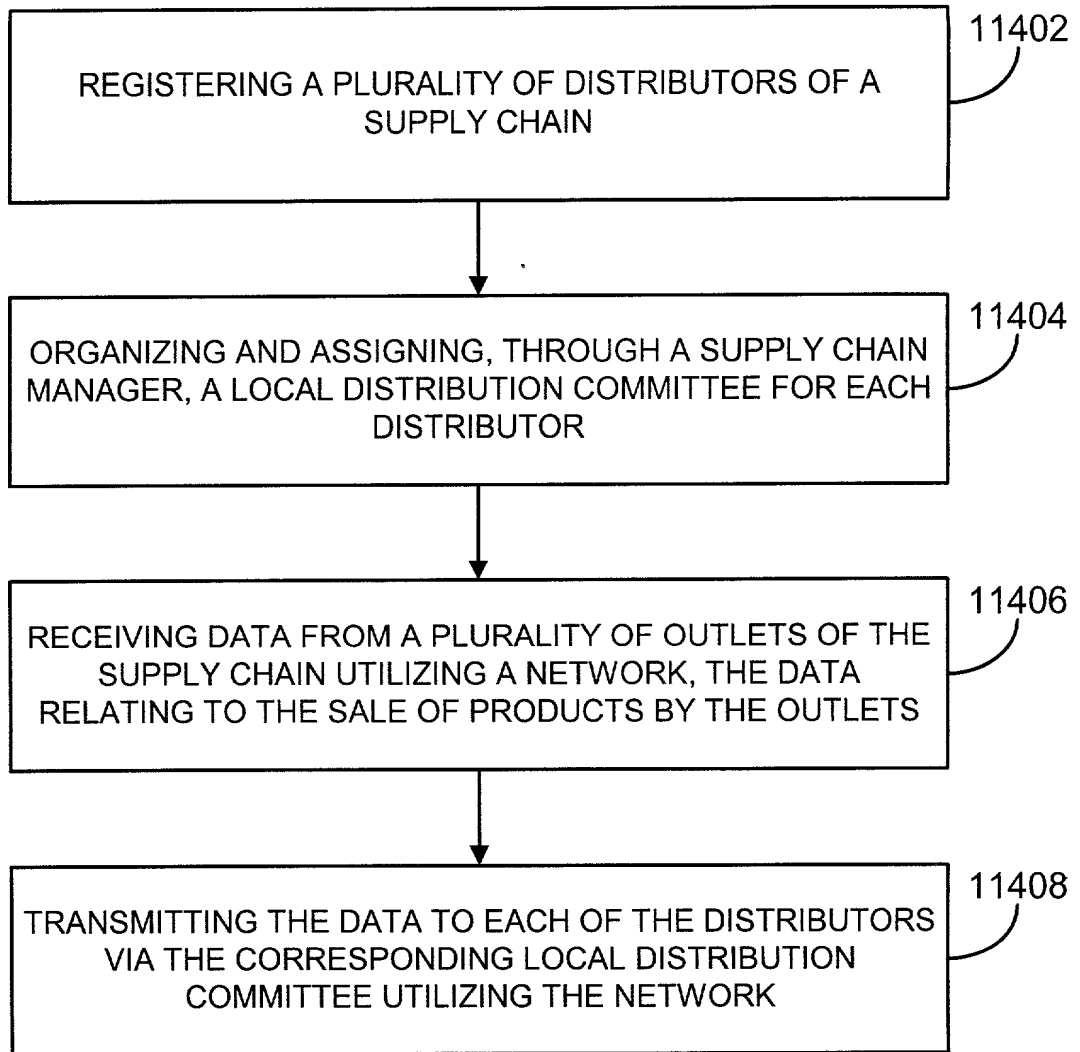 11402
REGISTERING A PLURALITY OF DISTRIBUTORS OF A
SUPPLY CHAIN
11404
ORGANIZING AND ASSIGNING, THROUGH A SUPPLY CHAIN
MANAGER, A LOCAL DISTRIBUTION COMMITTEE FOR EACH
DISTRIBUTOR
11406
RECEIVING DATA FROM A PLURALITY OF OUTLETS OF THE
SUPPLY CHAIN UTILIZING A NETWORK, THE DATA
RELATING TO THE SALE OF PRODUCTS BY THE OUTLETS
11408
TRANSMITTING THE DATA TO EACH OF THE DISTRIBUTORS
VIA THE CORRESPONDING LOCAL DISTRIBUTION
COMMITTEE UTILIZING THE NETWORK